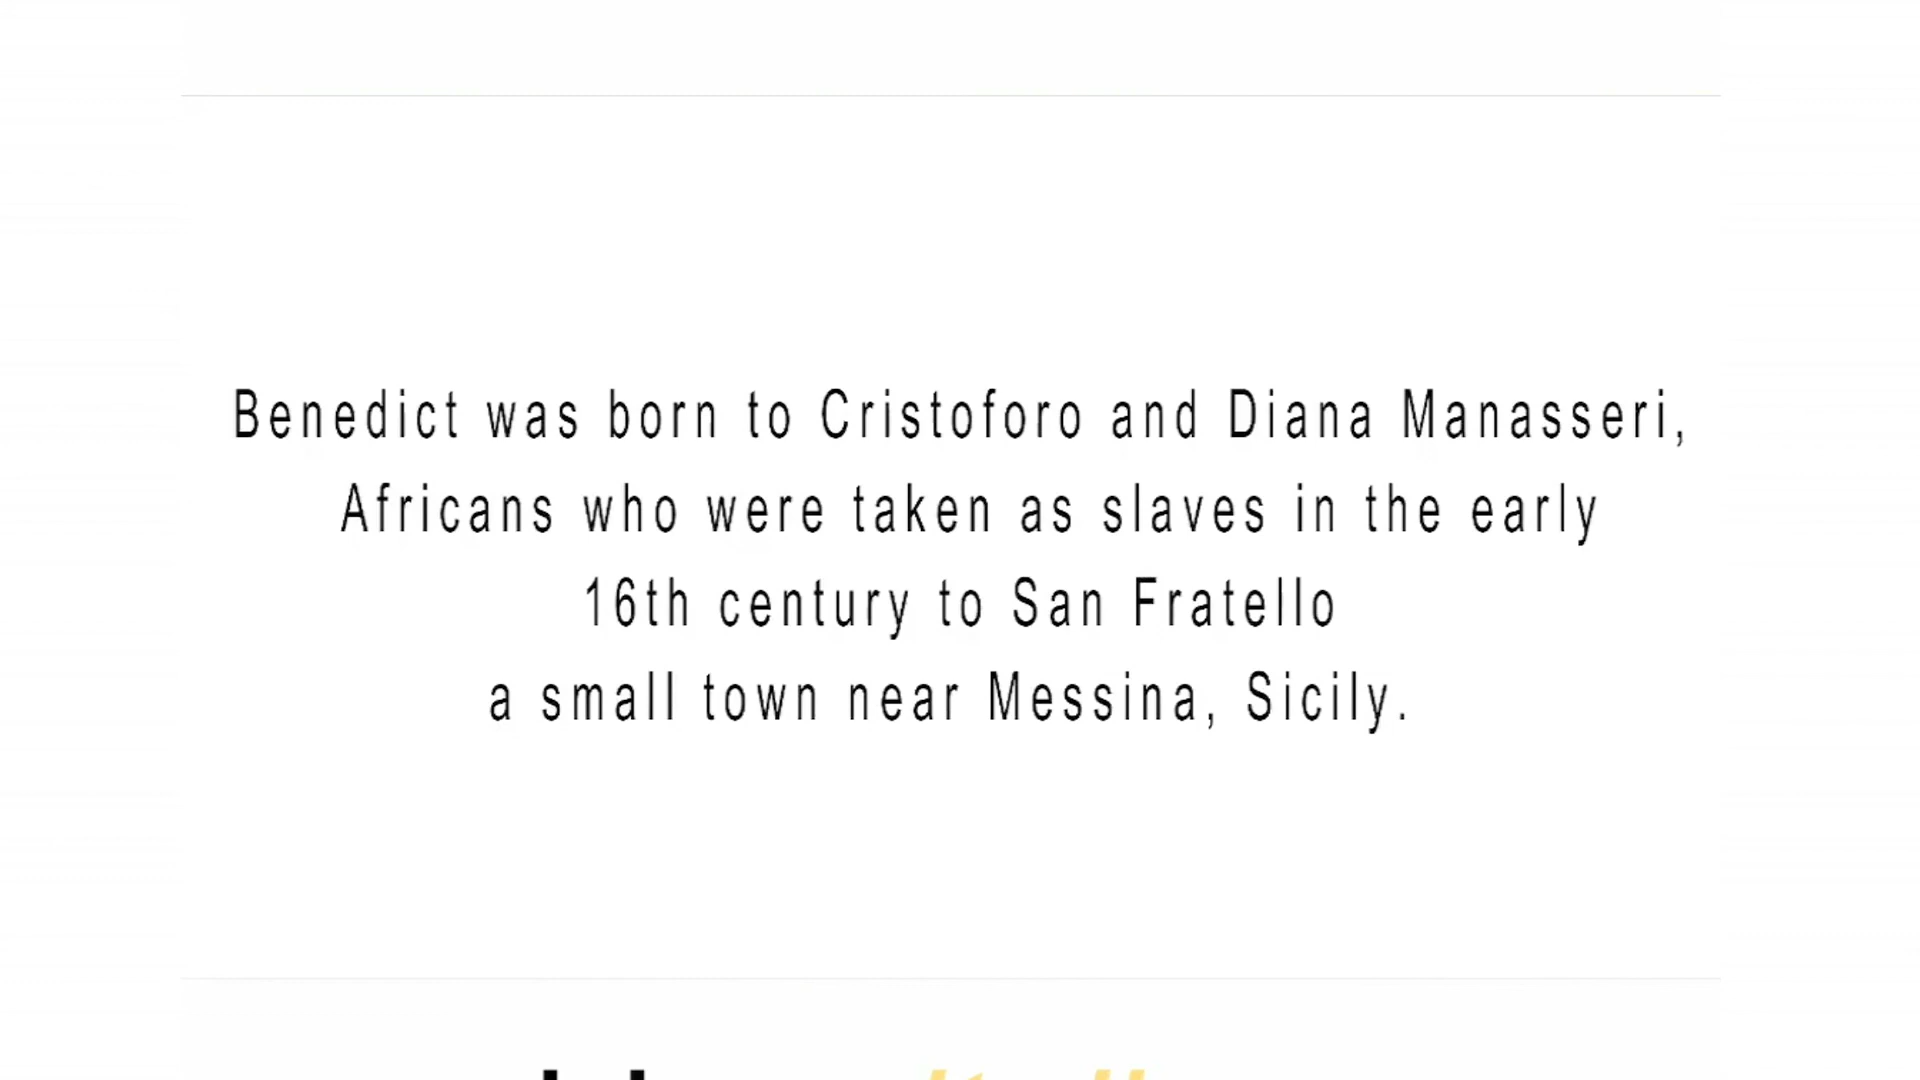 Benedict was born to Cristoforo and Diana Manasseri,
Africans who were taken as slaves in the early
16th century to San Fratello
a small town near Messina, Sicily.